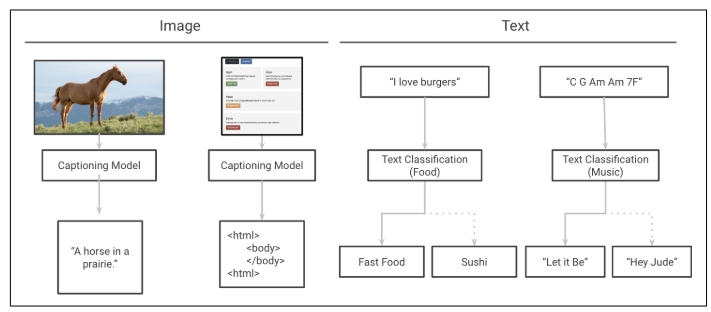 Image
Text
"I love burgers"
"C G Am Am 7F"
Captioning Model
Captioning Model
Text Classification
(Food)
Text Classification
(Music)
"A horse in a
prairie."
<html>
<body>
</body>
<html>
Fast Food
Sushi
"Let it Be"
"Hey Jude"